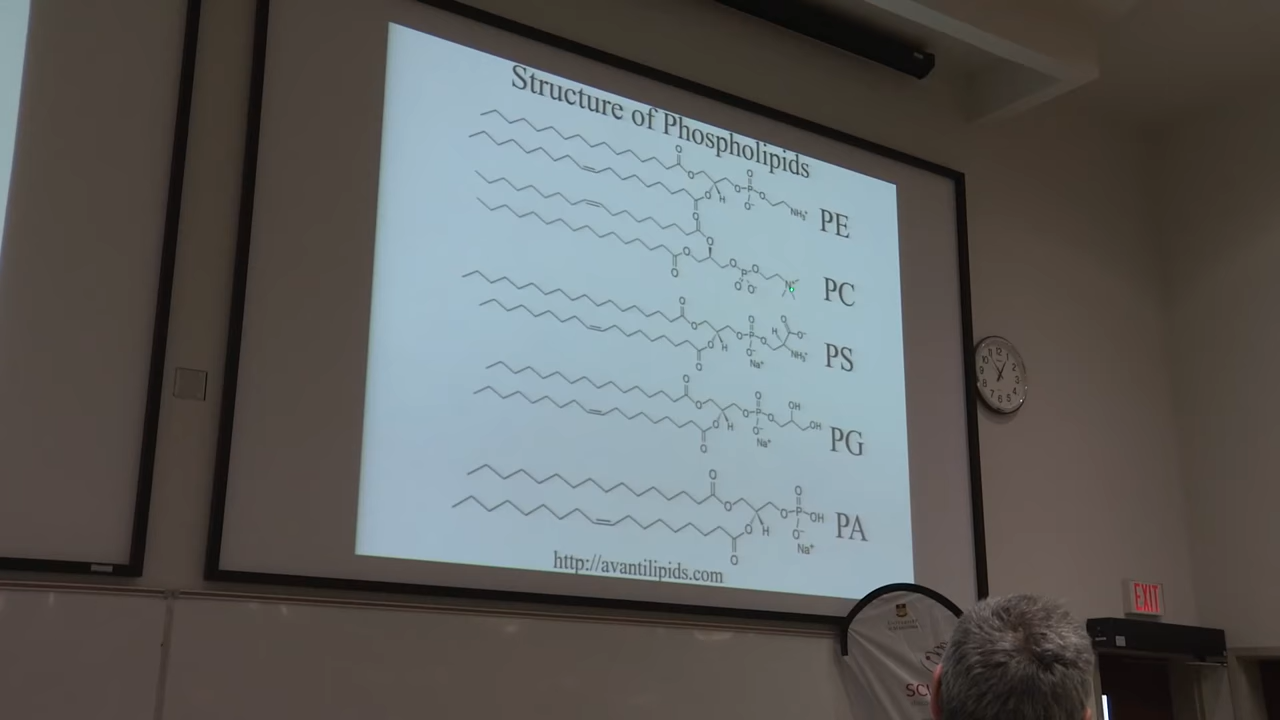 Structure of Phospholipids
PE
PC
PS
PG
PA
http://avantilipids.com
EXIT